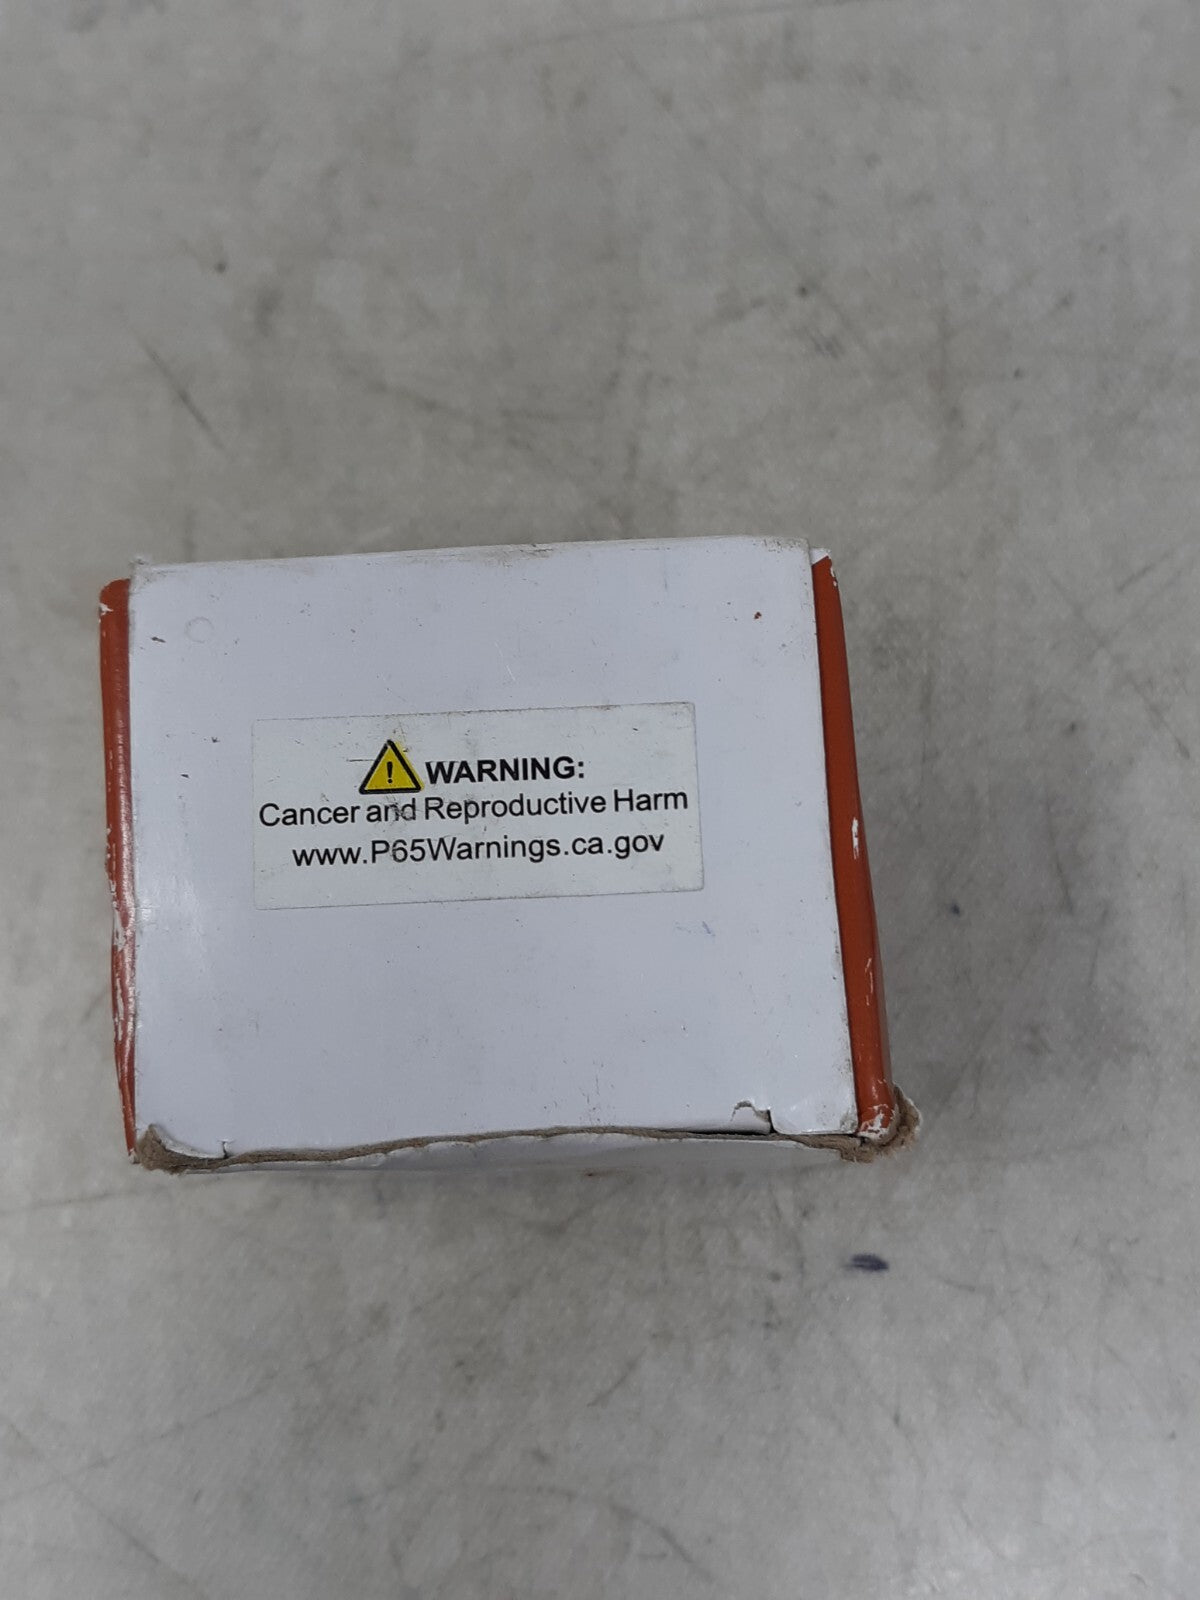 WARNING:
Cancer and Reproductive Harm
www.P65Warnings.ca.gov